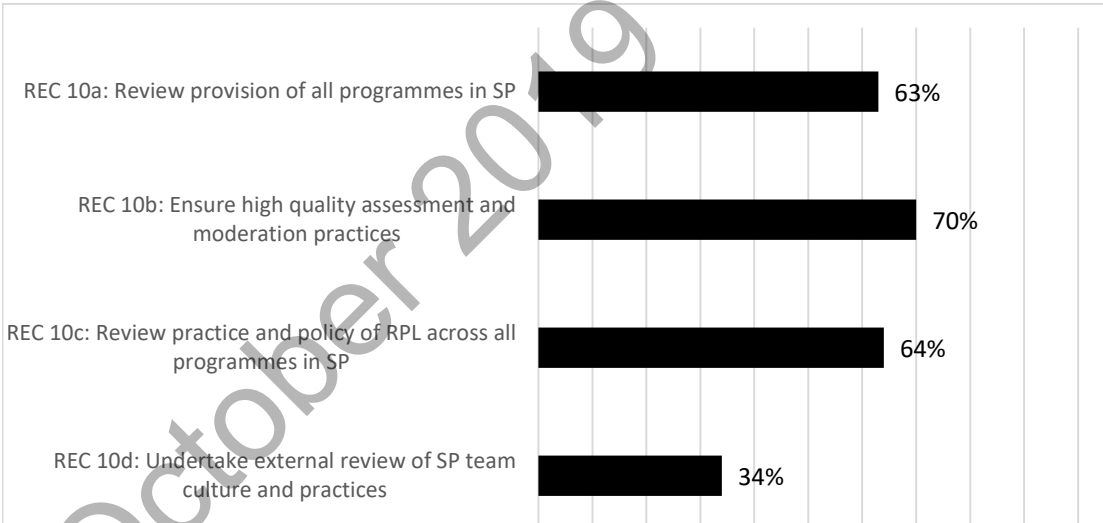 REC 10a: Review provision of all programmes in SP
63%
REC 10b: Ensure high quality assessment and
moderation practices
70%
REC 10c: Review practice and policy of RPL across all
programmes in SP
64%
REC 10d: Undertake external review of SP team
culture and practices
34%
October 2019